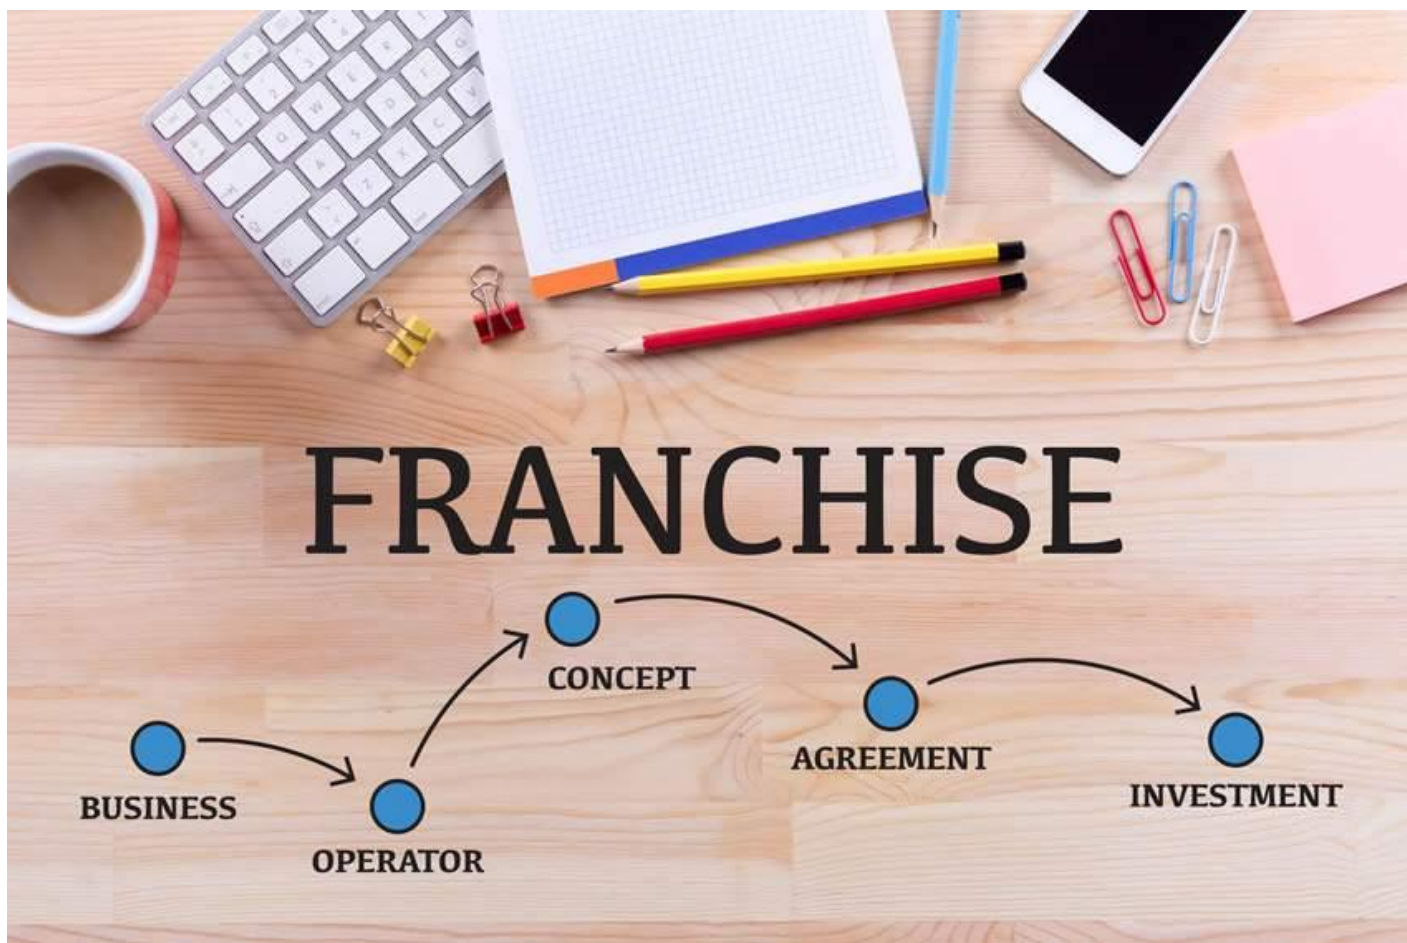 FRANCHISE
BUSINESS
OPERATOR
CONCEPT
AGREEMENT
INVESTMENT